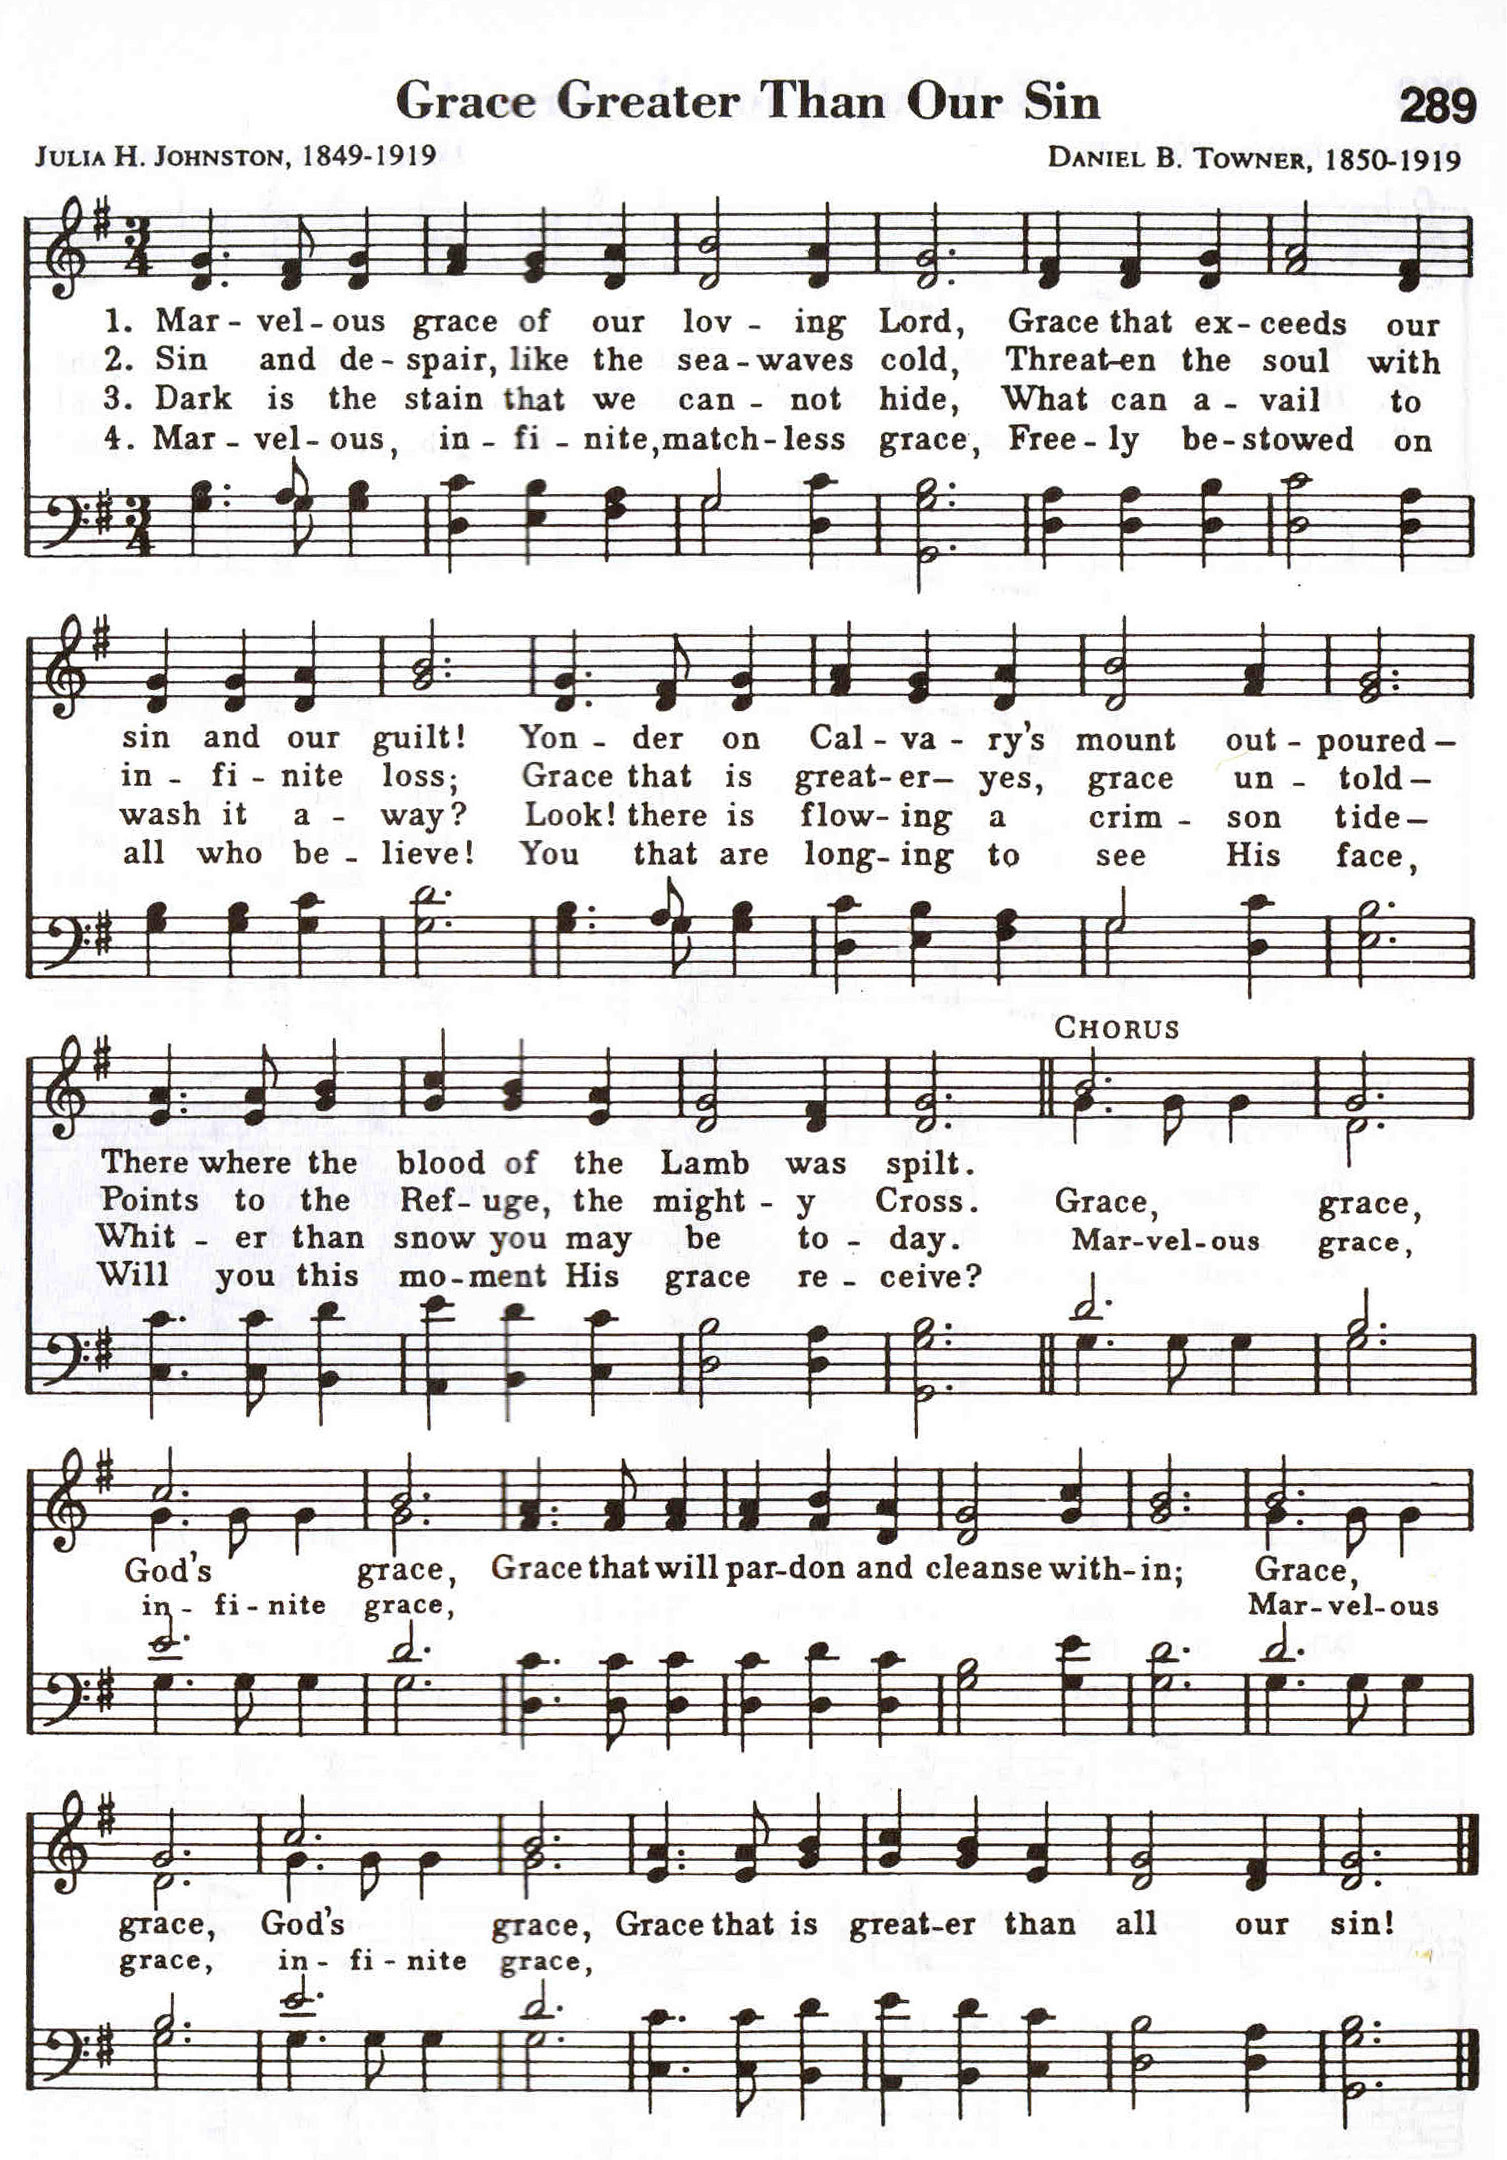 Grace Greater Than Our Sin 289
JULIA H. JOHNSTON, 1849-1919 DANIEL B. TOWNER, 1850-1919
3/4
1. Mar - vel - ous grace of our lov - ing Lord, Grace that ex - ceeds our
2. Sin and de - spair, like the sea - waves cold, Threat-en the soul with
3. Dark is the stain that we can - not hide, What can a - vail to
4. Mar - vel - ous, in - fi - nite, match - less grace, Free - ly be - stowed on
3/4
sin and our guilt! Yon - der on Cal - va - ry's mount out - poured—
in - fi - nite loss; Grace that is great - er— yes, grace un - told—
wash it a - way? Look! there is flow - ing a crim - son tide—
all who be - lieve! You that are long - ing to see His face,
CHORUS
There where the blood of the Lamb was spilt.
Points to the Ref - uge, the might - y Cross. Grace, grace,
Whit - er than snow you may be to - day. Mar-vel-ous grace,
Will you this mo - ment His grace re - ceive?
God's grace, Grace that will par-don and cleanse with-in; Grace,
in - fi - nite grace, Mar-vel-ous
grace, God's grace, Grace that is great-er than all our sin!
grace, in - fi - nite grace,